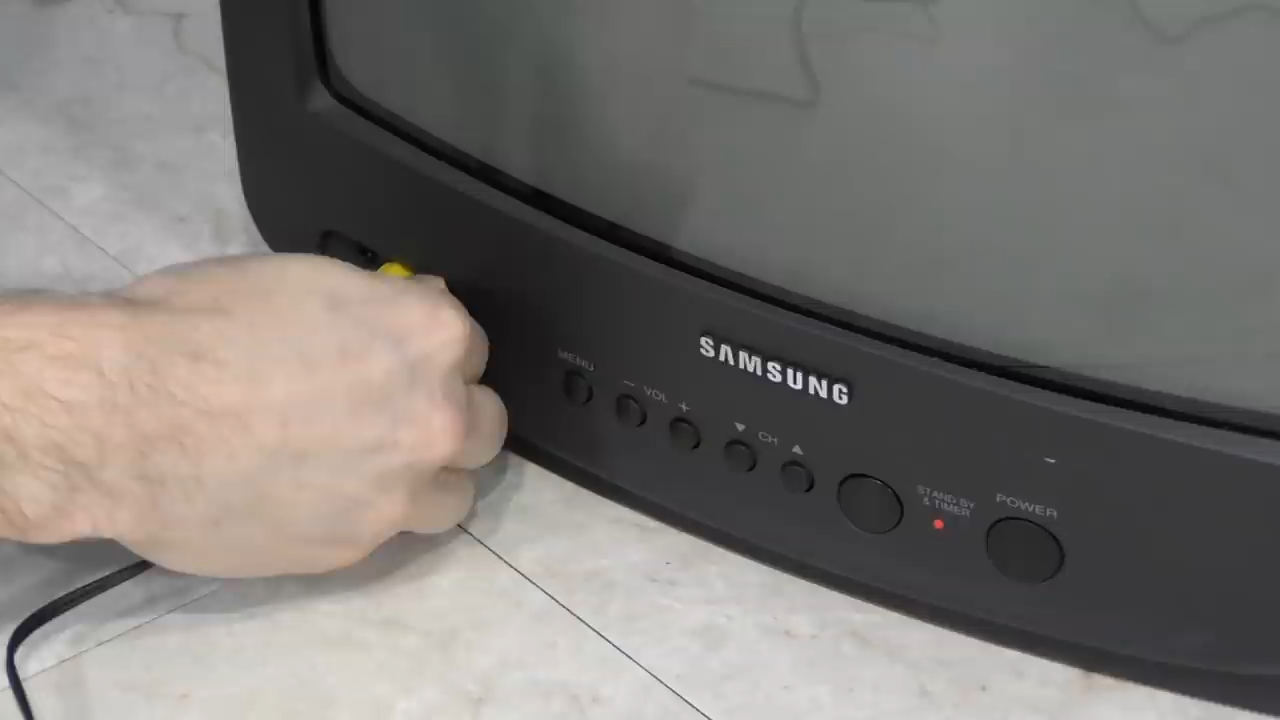 SAMSUNG
MENU
− VOL +
▼ CH ▲
STAND BY
& TIMER
POWER